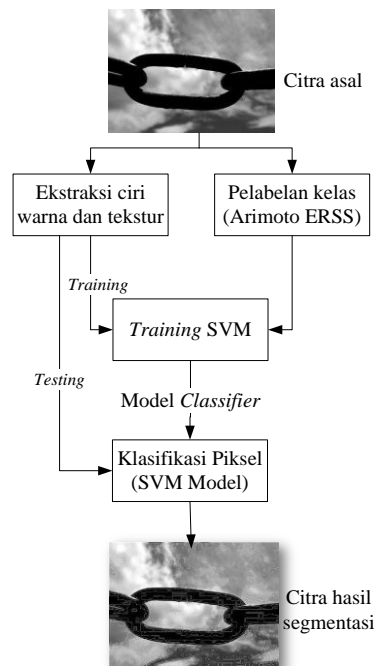 Citra asal
Ekstraksi ciri
warna dan tekstur
Pelabelan kelas
(Arimoto ERSS)
Training
Training SVM
Testing
Model Classifier
Klasifikasi Piksel
(SVM Model)
Citra hasil
segmentasi